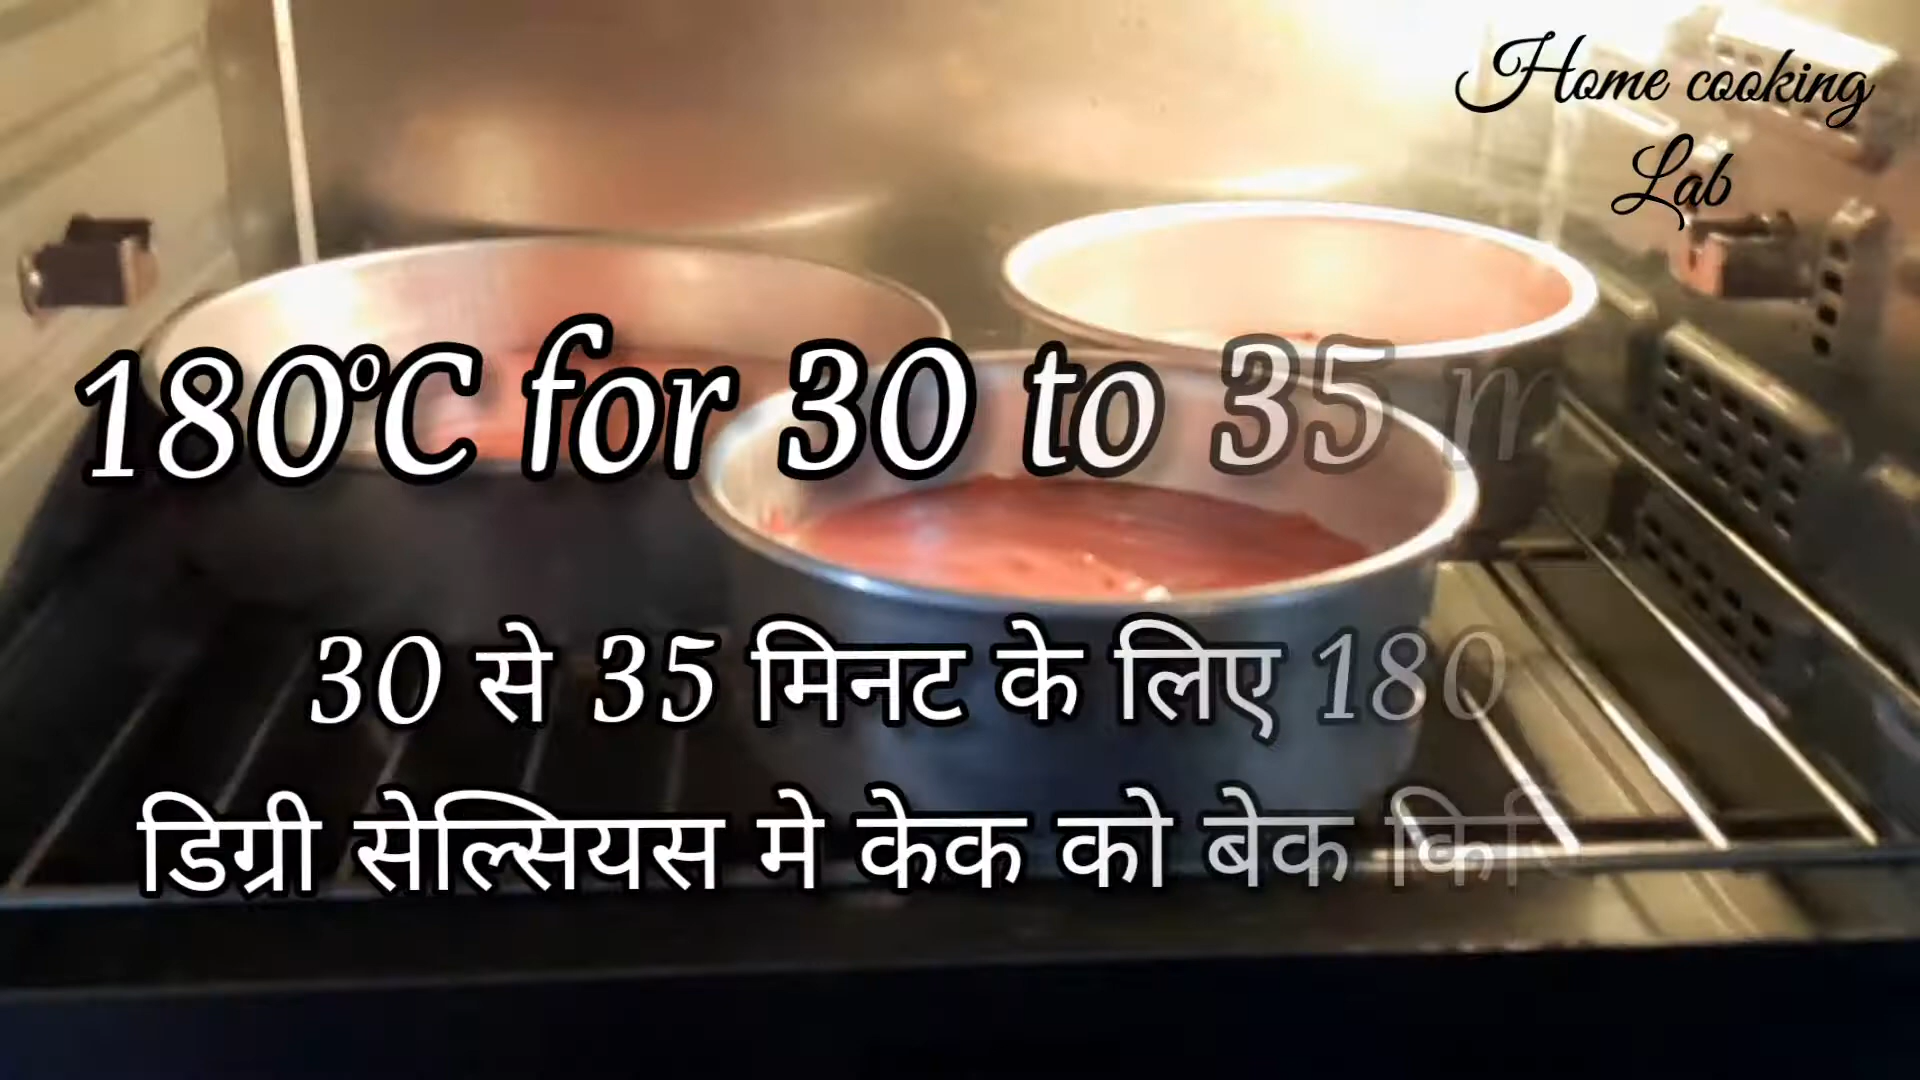 Home cooking
Lab
180°C for 30 to 35 m
30 से 35 मिनट के लिए 180
डिग्री सेल्सियस मे केक को बेक